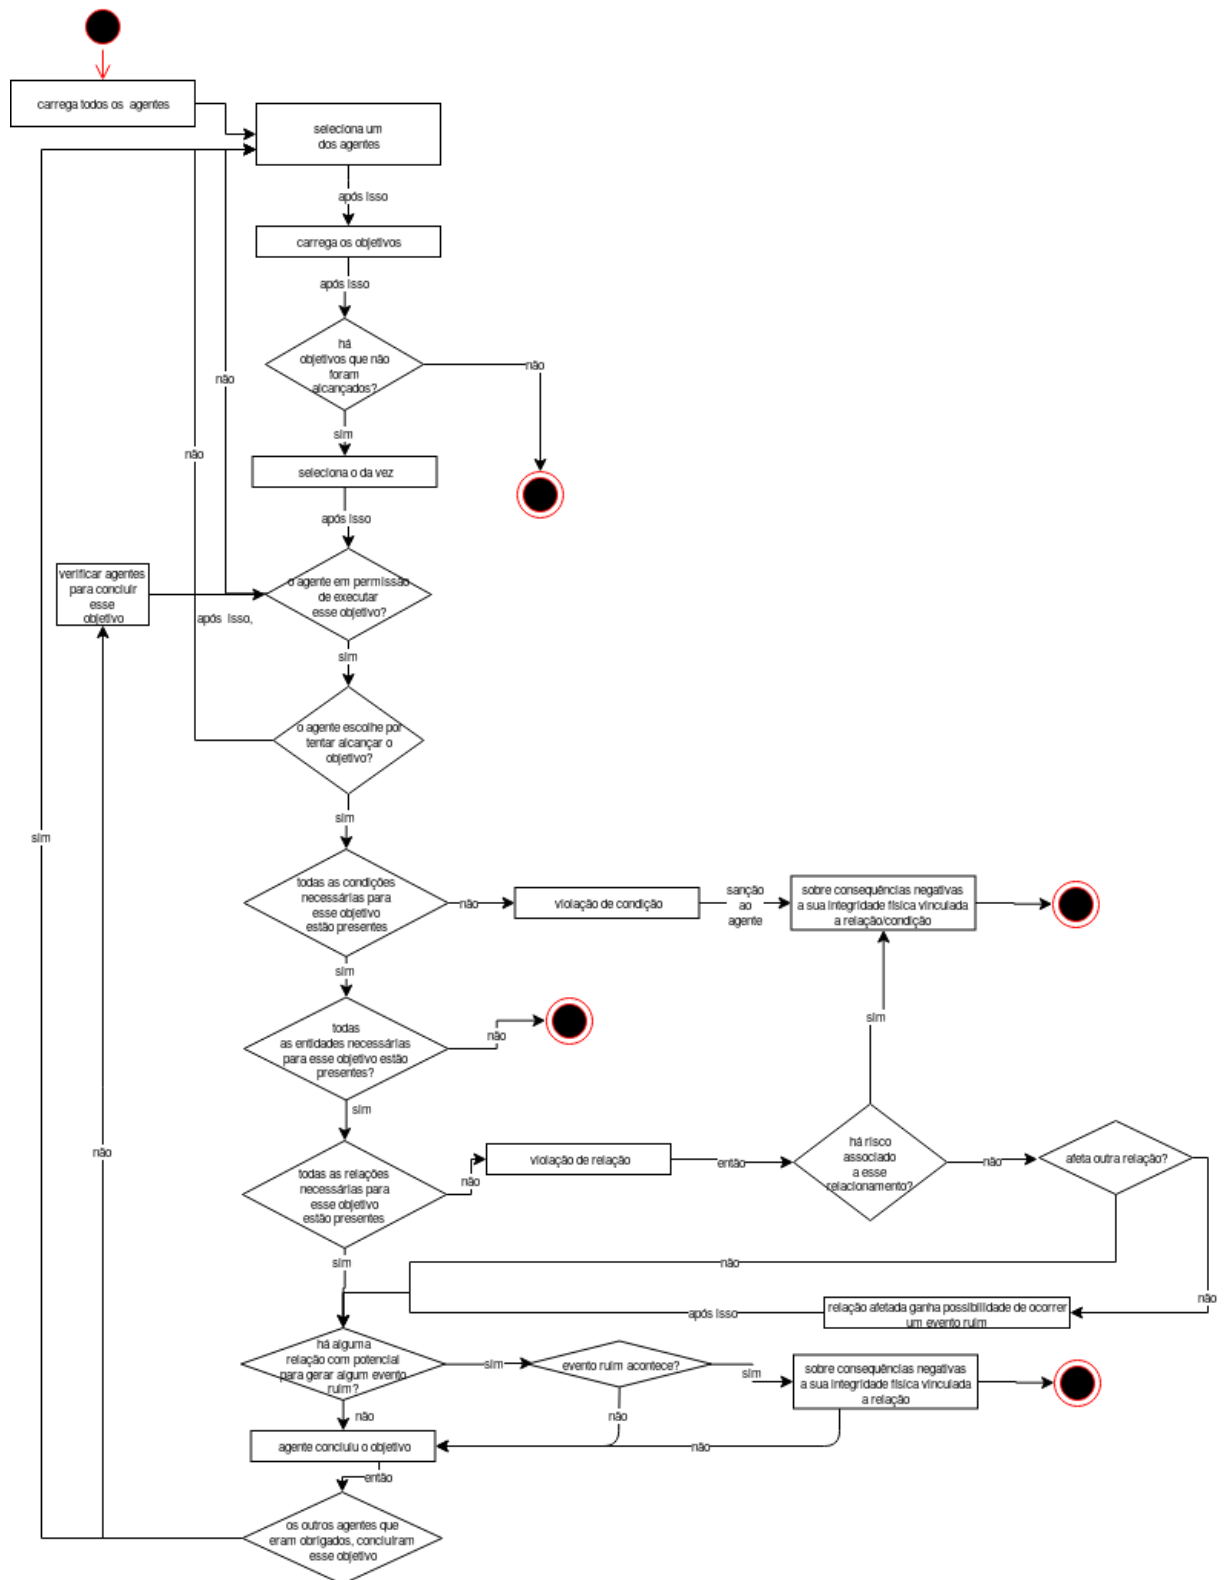 carrega todos os agentes
seleciona um
dos agentes
após isso
carrega os objetivos
após isso
há
objetivos que não
foram
alcançados?
não
não
sim
não
seleciona o da vez
após isso
verificar agentes
para concluir
esse
objetivo
o agente em permissão
de executar
esse objetivo?
após isso,
sim
o agente escolhe por
tentar alcançar o
objetivo?
sim
sim
todas as condições
necessárias para
esse objetivo
estão presentes
não
violação de condição
sanção
ao
agente
sobre consequências negativas
a sua integridade física vinculada
a relação/condição
sim
sim
todas
as entidades necessárias
para esse objetivo estão
presentes?
não
sim
não
todas as relações
necessárias para
esse objetivo
estão presentes
não
violação de relação
então
há risco
associado
a esse
relacionamento?
não
afeta outra relação?
sim
não
não
após isso
relação afetada ganha possibilidade de ocorrer
um evento ruim
há alguma
relação com potencial
para gerar algum evento
ruim?
sim
evento ruim acontece?
sim
sobre consequências negativas
a sua integridade física vinculada
a relação
não
não
não
agente concluiu o objetivo
então
os outros agentes que
eram obrigados, concluíram
esse objetivo